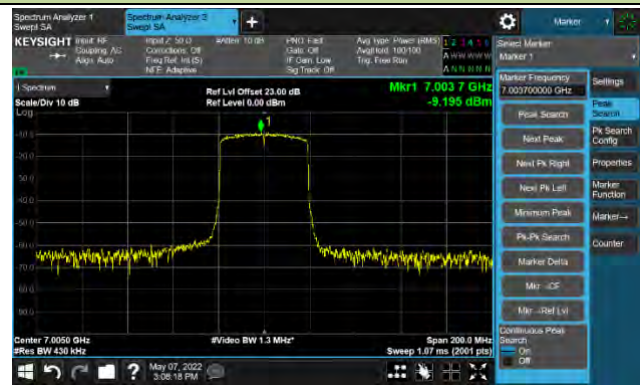 Spectrum Analyzer 1
Swept SA
Spectrum Analyzer 2
Swept SA
+
Marker
KEYSIGHT
Input: RF
Coupling: AC
Align: Auto
Input Z: 50 Ω
Corrections: Off
Freq Ref: Int (S)
NFE: Adaptive
#Atten: 10 dB
PNO: Fast
Gate: Off
IF Gain: Low
Sig Track: Off
Avg Type: Power (RMS)
Avg|Hold: 100/100
Trig: Free Run
1 2 3 4 5 6
A W W W W W
A N N N N N
Select Marker
Marker 1
1 Spectrum
Scale/Div 10 dB
Log
Ref Lvl Offset 23.00 dB
Ref Level 0.00 dBm
Mkr1 7.003 7 GHz
-9.195 dBm
1
-10.0
-20.0
-30.0
-40.0
-50.0
-60.0
-70.0
-80.0
-90.0
Center 7.0050 GHz
#Res BW 430 kHz
#Video BW 1.3 MHz*
Span 200.0 MHz
Sweep 1.07 ms (2001 pts)
Marker Frequency
7.003700000 GHz
Peak Search
Next Peak
Next Pk Right
Next Pk Left
Minimum Peak
Pk-Pk Search
Marker Delta
Mkr→CF
Mkr→Ref Lvl
Continuous Peak
Search
On
Off
Settings
Peak
Search
Pk Search
Config
Properties
Marker
Function
Marker→
Counter
?
May 07, 2022
3:08:18 PM